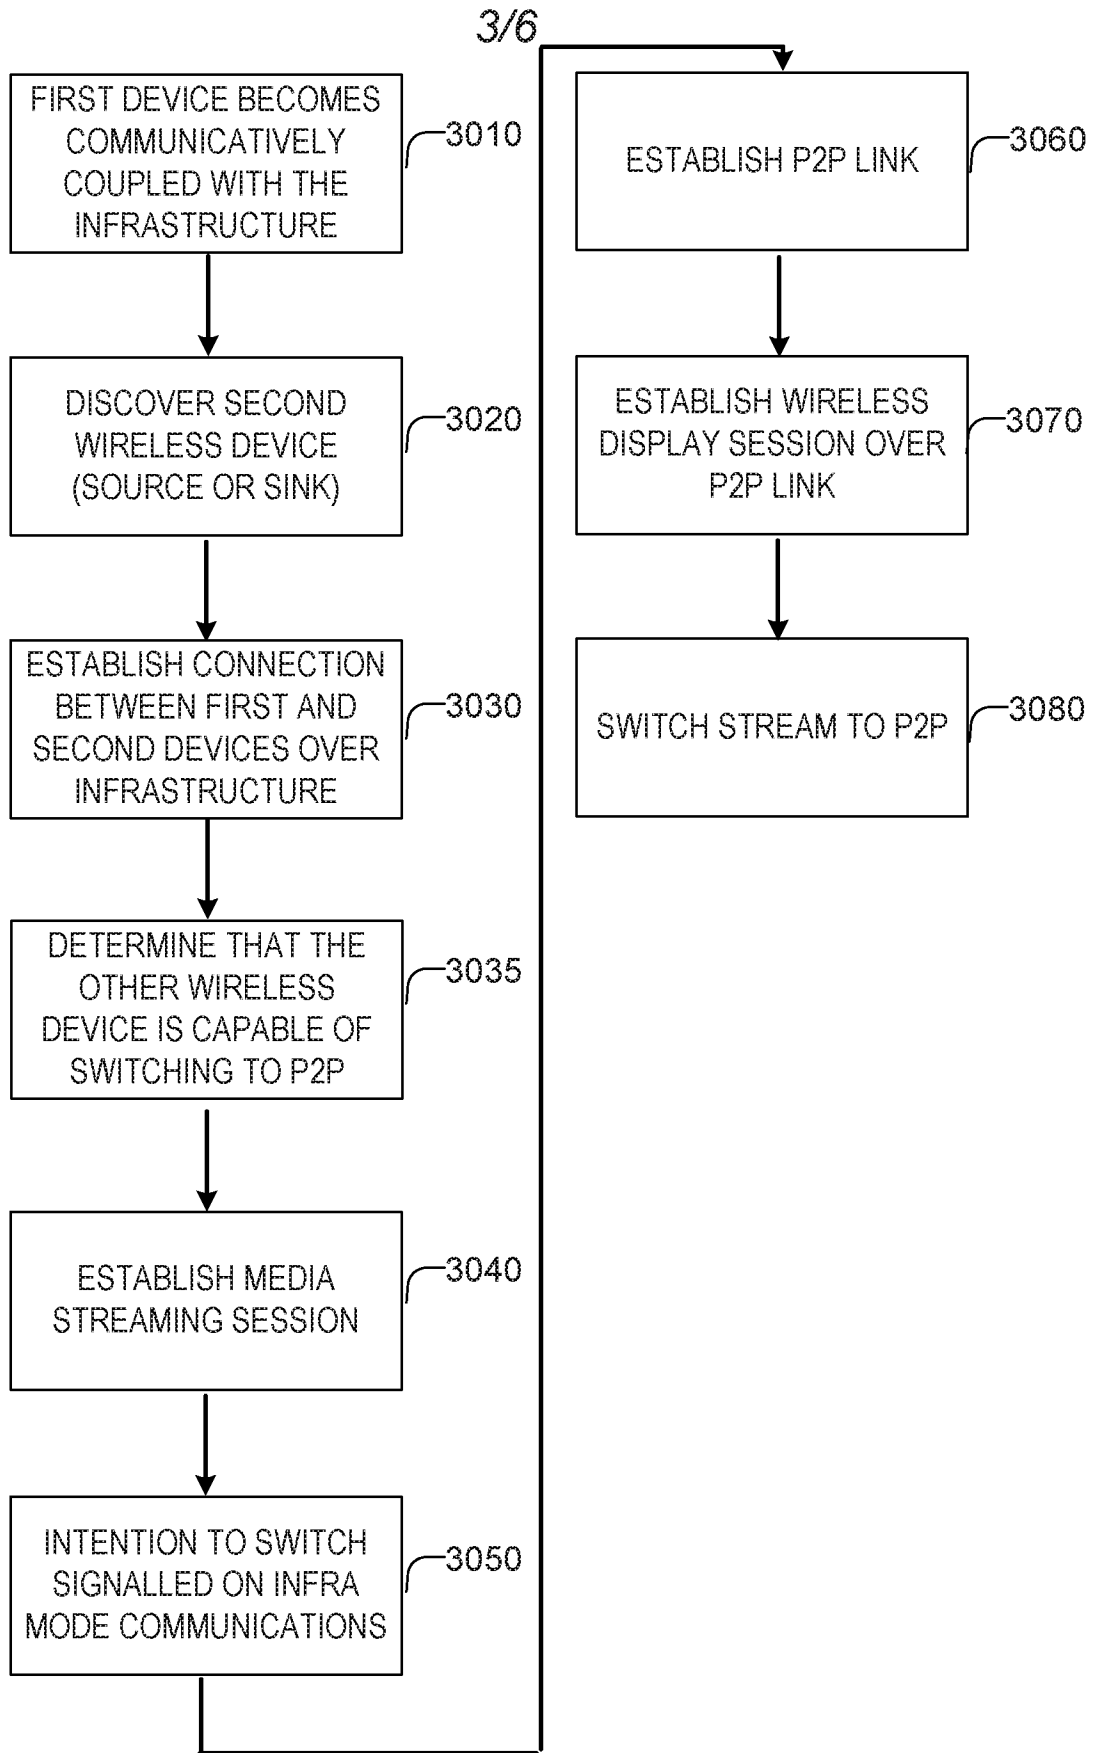 3/6
FIRST DEVICE BECOMES
COMMUNICATIVELY
COUPLED WITH THE
INFRASTRUCTURE
3010
DISCOVER SECOND
WIRELESS DEVICE
(SOURCE OR SINK)
3020
ESTABLISH CONNECTION
BETWEEN FIRST AND
SECOND DEVICES OVER
INFRASTRUCTURE
3030
DETERMINE THAT THE
OTHER WIRELESS
DEVICE IS CAPABLE OF
SWITCHING TO P2P
3035
ESTABLISH MEDIA
STREAMING SESSION
3040
INTENTION TO SWITCH
SIGNALLED ON INFRA
MODE COMMUNICATIONS
3050
ESTABLISH P2P LINK
3060
ESTABLISH WIRELESS
DISPLAY SESSION OVER
P2P LINK
3070
SWITCH STREAM TO P2P
3080